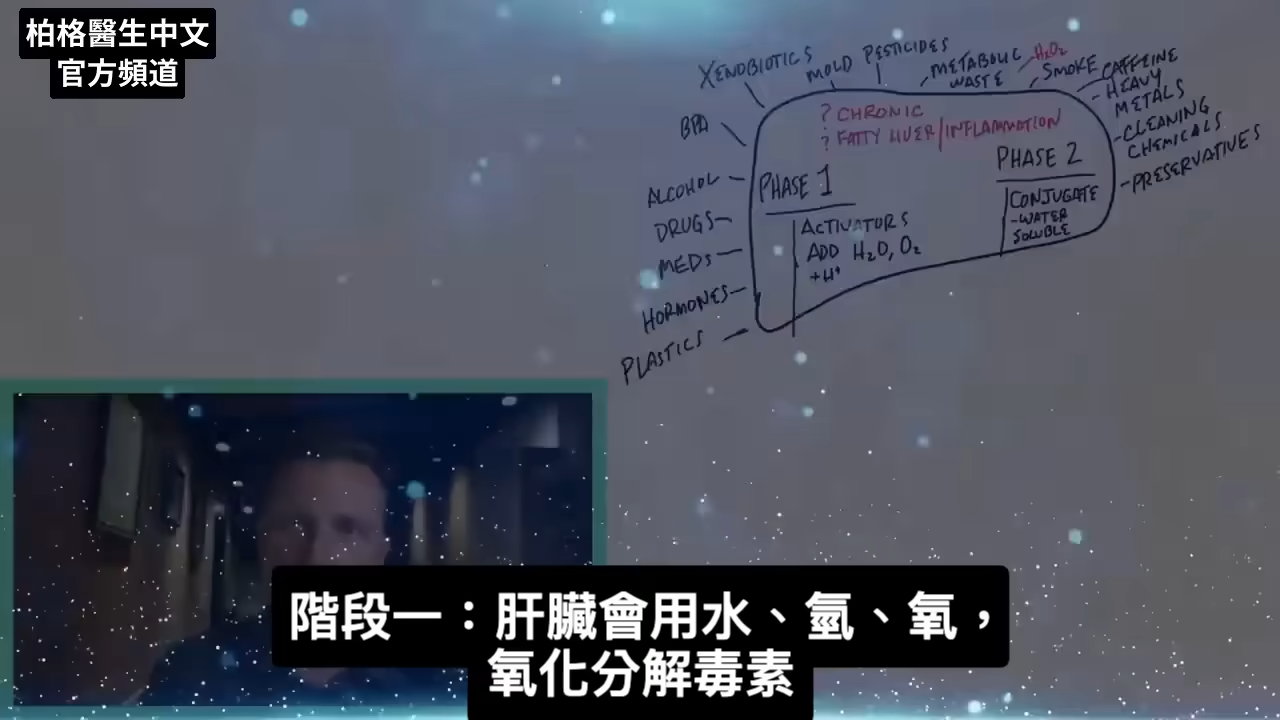 柏格醫生中文
官方頻道
XENOBIOTICS
MOLD
PESTICIDES
METABOLIC
WASTE
H2O2
SMOKE
CAFFEINE
- HEAVY
METALS
- CLEANING
CHEMICALS
- PRESERVATIVES
BPA
ALCOHOL
DRUGS
MEDS
HORMONES
PLASTICS
? CHRONIC
? FATTY LIVER/INFLAMMATION
PHASE 1
ACTIVATORS
ADD H2O, O2
+H+
PHASE 2
CONJUGATE
- WATER
SOLUBLE
階段一：肝臟會用水、氫、氧，
氧化分解毒素